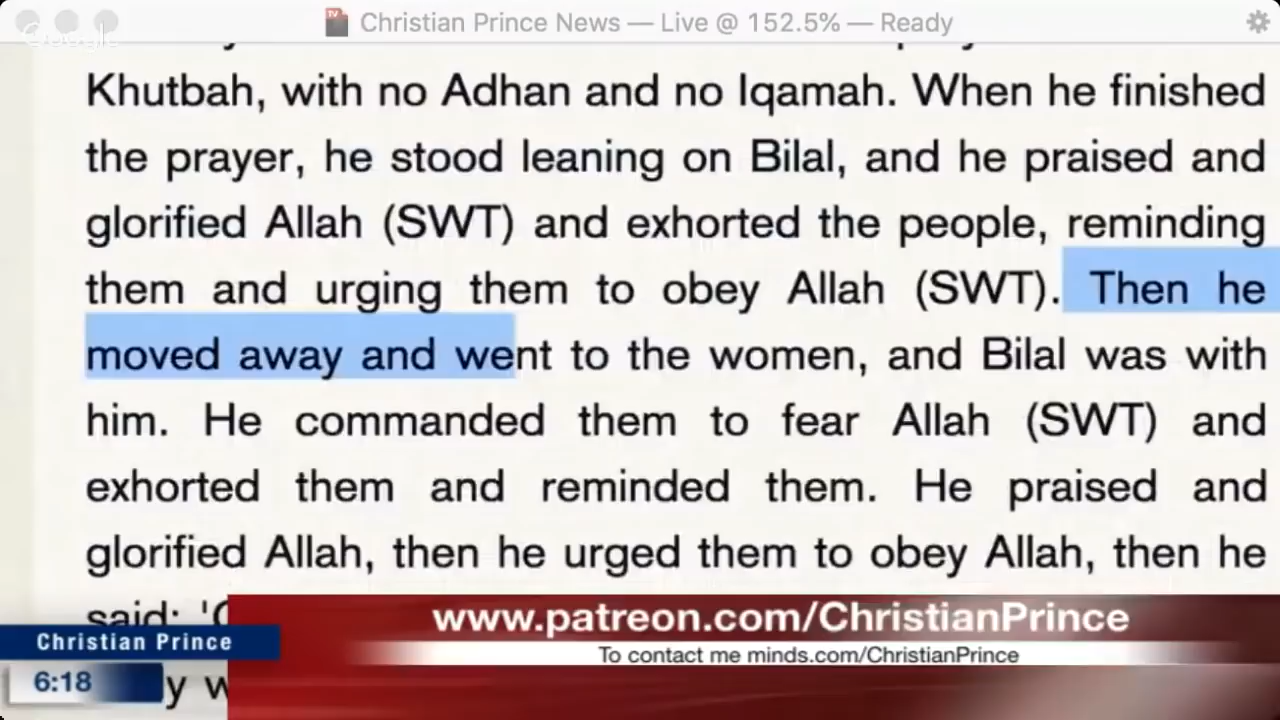 Christian Prince News — Live @ 152.5% — Ready
Google
Khutbah, with no Adhan and no Iqamah. When he finished
the prayer, he stood leaning on Bilal, and he praised and
glorified Allah (SWT) and exhorted the people, reminding
them and urging them to obey Allah (SWT). Then he
moved away and went to the women, and Bilal was with
him. He commanded them to fear Allah (SWT) and
exhorted them and reminded them. He praised and
glorified Allah, then he urged them to obey Allah, then he
said:
www.patreon.com/ChristianPrince
Christian Prince
To contact me minds.com/ChristianPrince
6:18